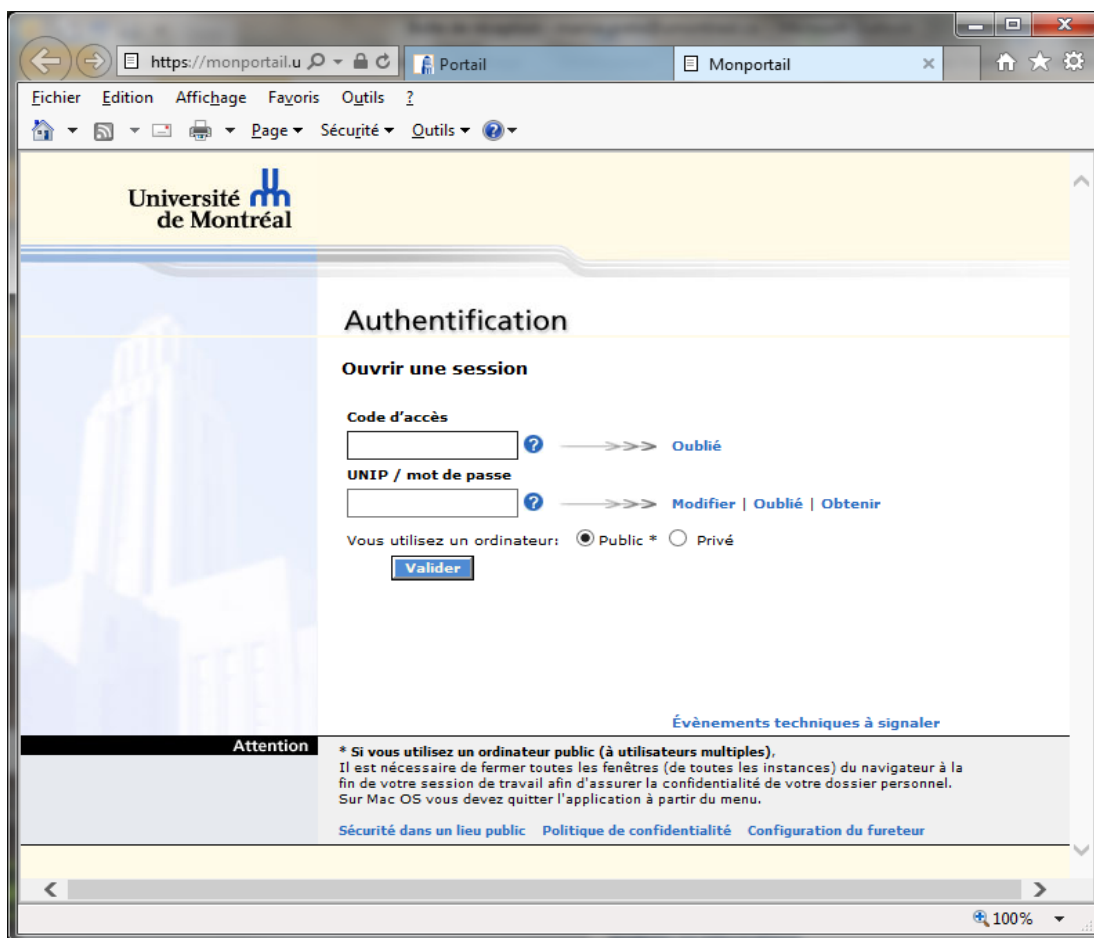 https://monportail.u
Portail
Monportail
Fichier Edition Affichage Favoris Outils ?
Page Sécurité Outils
Université
de Montréal
Authentification
Ouvrir une session
Code d'accès
Oublié
UNIP / mot de passe
Modifier | Oublié | Obtenir
Vous utilisez un ordinateur: Public * Privé
Valider
Évènements techniques à signaler
Attention
* Si vous utilisez un ordinateur public (à utilisateurs multiples),
Il est nécessaire de fermer toutes les fenêtres (de toutes les instances) du navigateur à la
fin de votre session de travail afin d'assurer la confidentialité de votre dossier personnel.
Sur Mac OS vous devez quitter l'application à partir du menu.
Sécurité dans un lieu public Politique de confidentialité Configuration du fureteur
100%